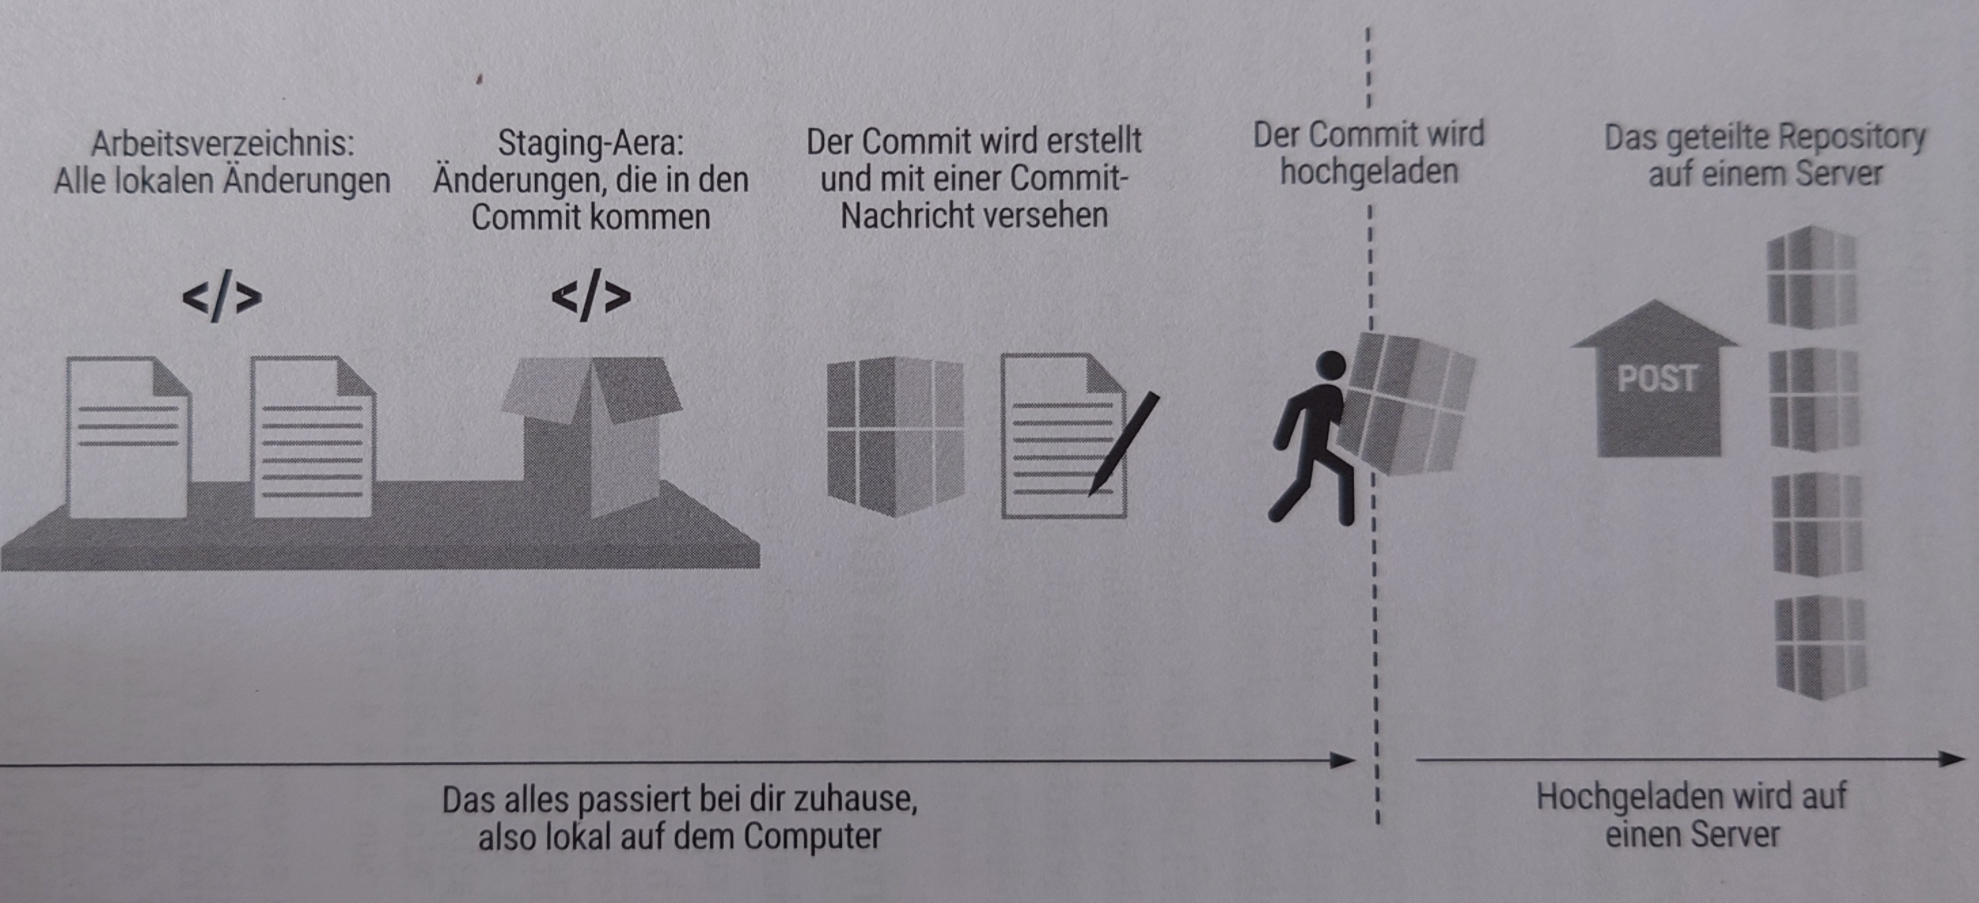 Arbeitsverzeichnis:
Alle lokalen Änderungen
Staging-Aera:
Änderungen, die in den
Commit kommen
Der Commit wird erstellt
und mit einer Commit-
Nachricht versehen
Der Commit wird
hochgeladen
Das geteilte Repository
auf einem Server
</>
</>
POST
Das alles passiert bei dir zuhause,
also lokal auf dem Computer
Hochgeladen wird auf
einen Server